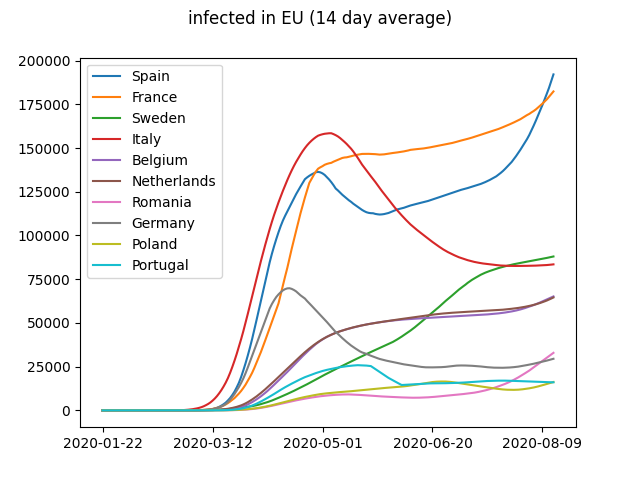 infected in EU (14 day average)
200000
175000
150000
125000
100000
75000
50000
25000
0
Spain
France
Sweden
Italy
Belgium
Netherlands
Romania
Germany
Poland
Portugal
2020-01-22 2020-03-12 2020-05-01 2020-06-20 2020-08-09